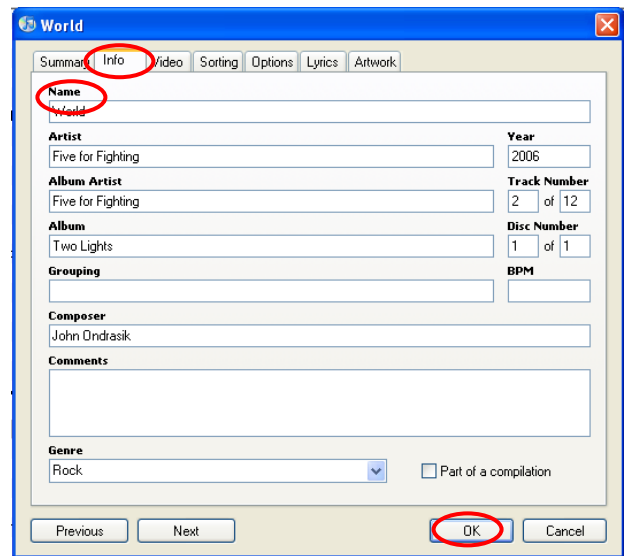 World
Summary Info Video Sorting Options Lyrics Artwork
Name
World
Artist Year
Five for Fighting 2006
Album Artist Track Number
Five for Fighting 2 of 12
Album Disc Number
Two Lights 1 of 1
Grouping BPM
Composer
John Ondrasik
Comments
Genre
Rock Part of a compilation
Previous Next OK Cancel